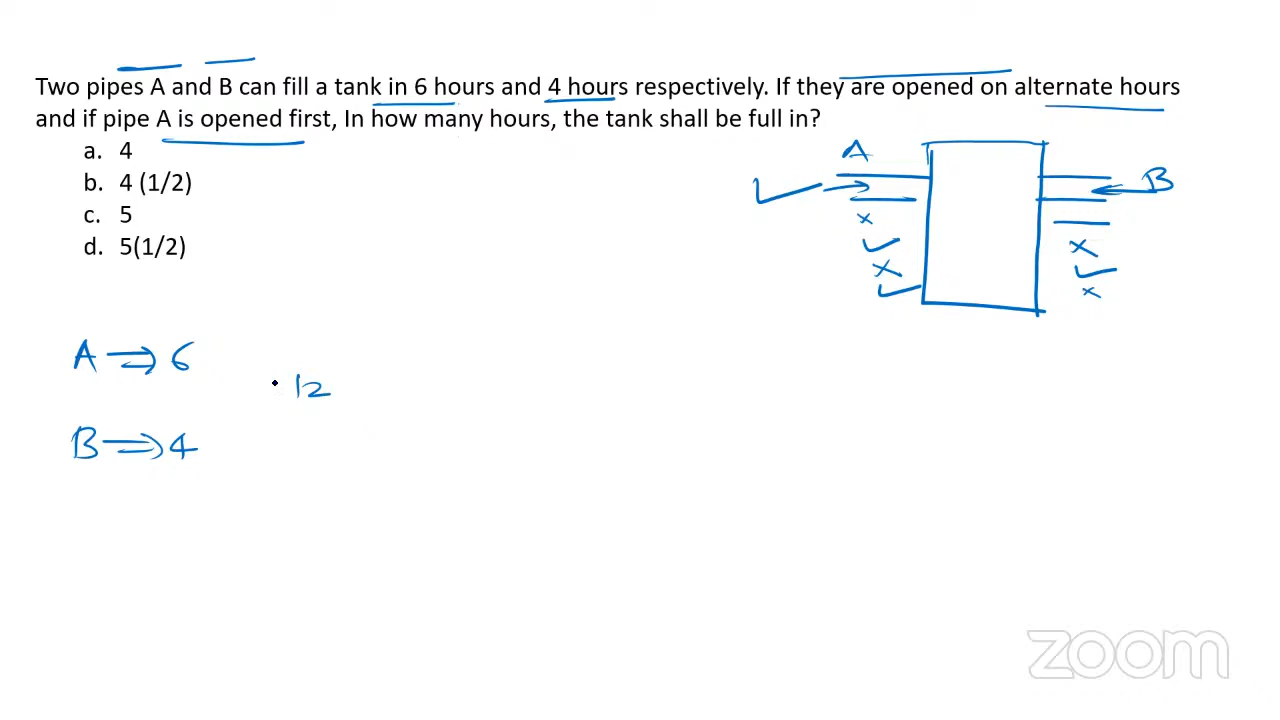 Two pipes A and B can fill a tank in 6 hours and 4 hours respectively. If they are opened on alternate hours
and if pipe A is opened first, In how many hours, the tank shall be full in?
a. 4
b. 4 (1/2)
c. 5
d. 5(1/2)
A
B
A ⇒ 6
12
B ⇒ 4
zoom